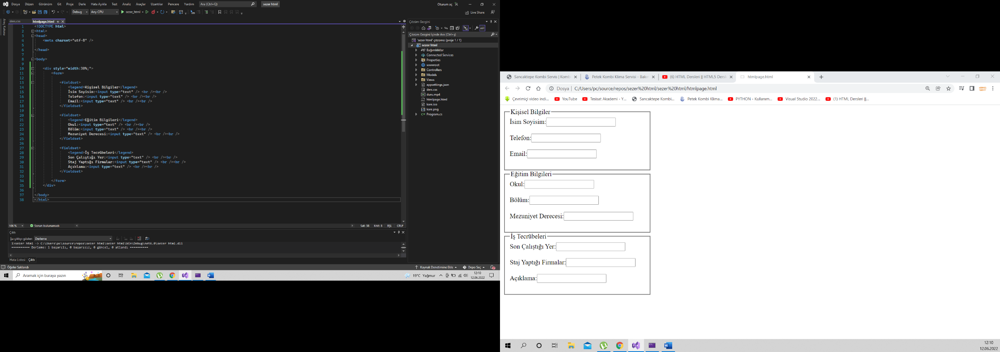 Dosya Düzen Görünüm Git Proje Derle Hata Ayıkla Test Analiz Araçlar Uzantılar Pencere Yardım Ara (Ctrl+Q) sezer html Oturum aç
Debug Any CPU sezer_html Live Share
Araç Kutusu
ders.css htmlpage.html
1 <!DOCTYPE html>
2 <html>
3 <head>
4 <meta charset="utf-8" />
5
6 </head>
7
8 <body>
9
10 <div style="width:30%;">
11 <form>
12
13 <fieldset>
14 <legend>Kişisel Bilgiler</legend>
15 İsim Soyisim:<input type="text" /> <br /><br />
16 Telefon:<input type="text" /> <br /><br />
17 Email:<input type="text" /> <br /><br />
18 </fieldset>
19
20 <fieldset>
21 <legend>Eğitim Bilgileri</legend>
22 Okul:<input type="text" /> <br /><br />
23 Bölüm:<input type="text" /> <br /><br />
24 Mezuniyet Derecesi:<input type="text" /> <br /><br />
25 </fieldset>
26
27 <fieldset>
28 <legend>İş Tecrübeleri</legend>
29 Son Çalıştığı Yer:<input type="text" /> <br /><br />
30 Staj Yaptığı Firmalar:<input type="text" /> <br /><br />
31 Açıklama:<input type="text" /> <br /><br />
32 </fieldset>
33
34 </form>
35 </div>
36
37 </body>
38 </html>
106 % Sorun bulunamadı Sat: 38 Krkt: 8 BŞL CRLF
Çıktı
Şu çıktıyı göster: Derleme
1>sezer html -> C:\Users\pc\source\repos\sezer html\sezer html\bin\Debug\net6.0\sezer html.dll
========== Derleme: 1 başarılı, 0 başarısız, 0 güncel, 0 atlandı ==========
Hata Listesi Çıktı
Öğeler Saklandı Kaynak Denetimine Ekle Depo Seç
Çözüm Gezgini
Çözüm Gezgini İçinde Ara (Ctrl+ş)
'sezer html' çözümü (proje 1 / 1)
sezer html
Bağımlılıklar
Connected Services
Properties
wwwroot
Controllers
Models
Views
appsettings.json
ders.css
duru.mp4
htmlpage.html
kare.ico
kare.png
C# Program.cs
Aramak için buraya yazın 19°C Yağmur 12:10
12.06.2022
Sancaktepe Kombi Servis | Kombi Petek Kombi Klima Servisi - Bakım (6) HTML Dersleri || HTML5 Dersle htmlpage.html
Dosya | C:/Users/pc/source/repos/sezer%20html/sezer%20html/htmlpage.html
Çevrimiçi video indi... YouTube Tesisat Akademi - Y... Sancaktepe Kombi... Petek Kombi Klima... PYTHON - Kullanım... Visual Studio 2022... (1) HTML Dersleri ||...
Kişisel Bilgiler
İsim Soyisim:
Telefon:
Email:
Eğitim Bilgileri
Okul:
Bölüm:
Mezuniyet Derecesi:
İş Tecrübeleri
Son Çalıştığı Yer:
Staj Yaptığı Firmalar:
Açıklama:
12:10
12.06.2022